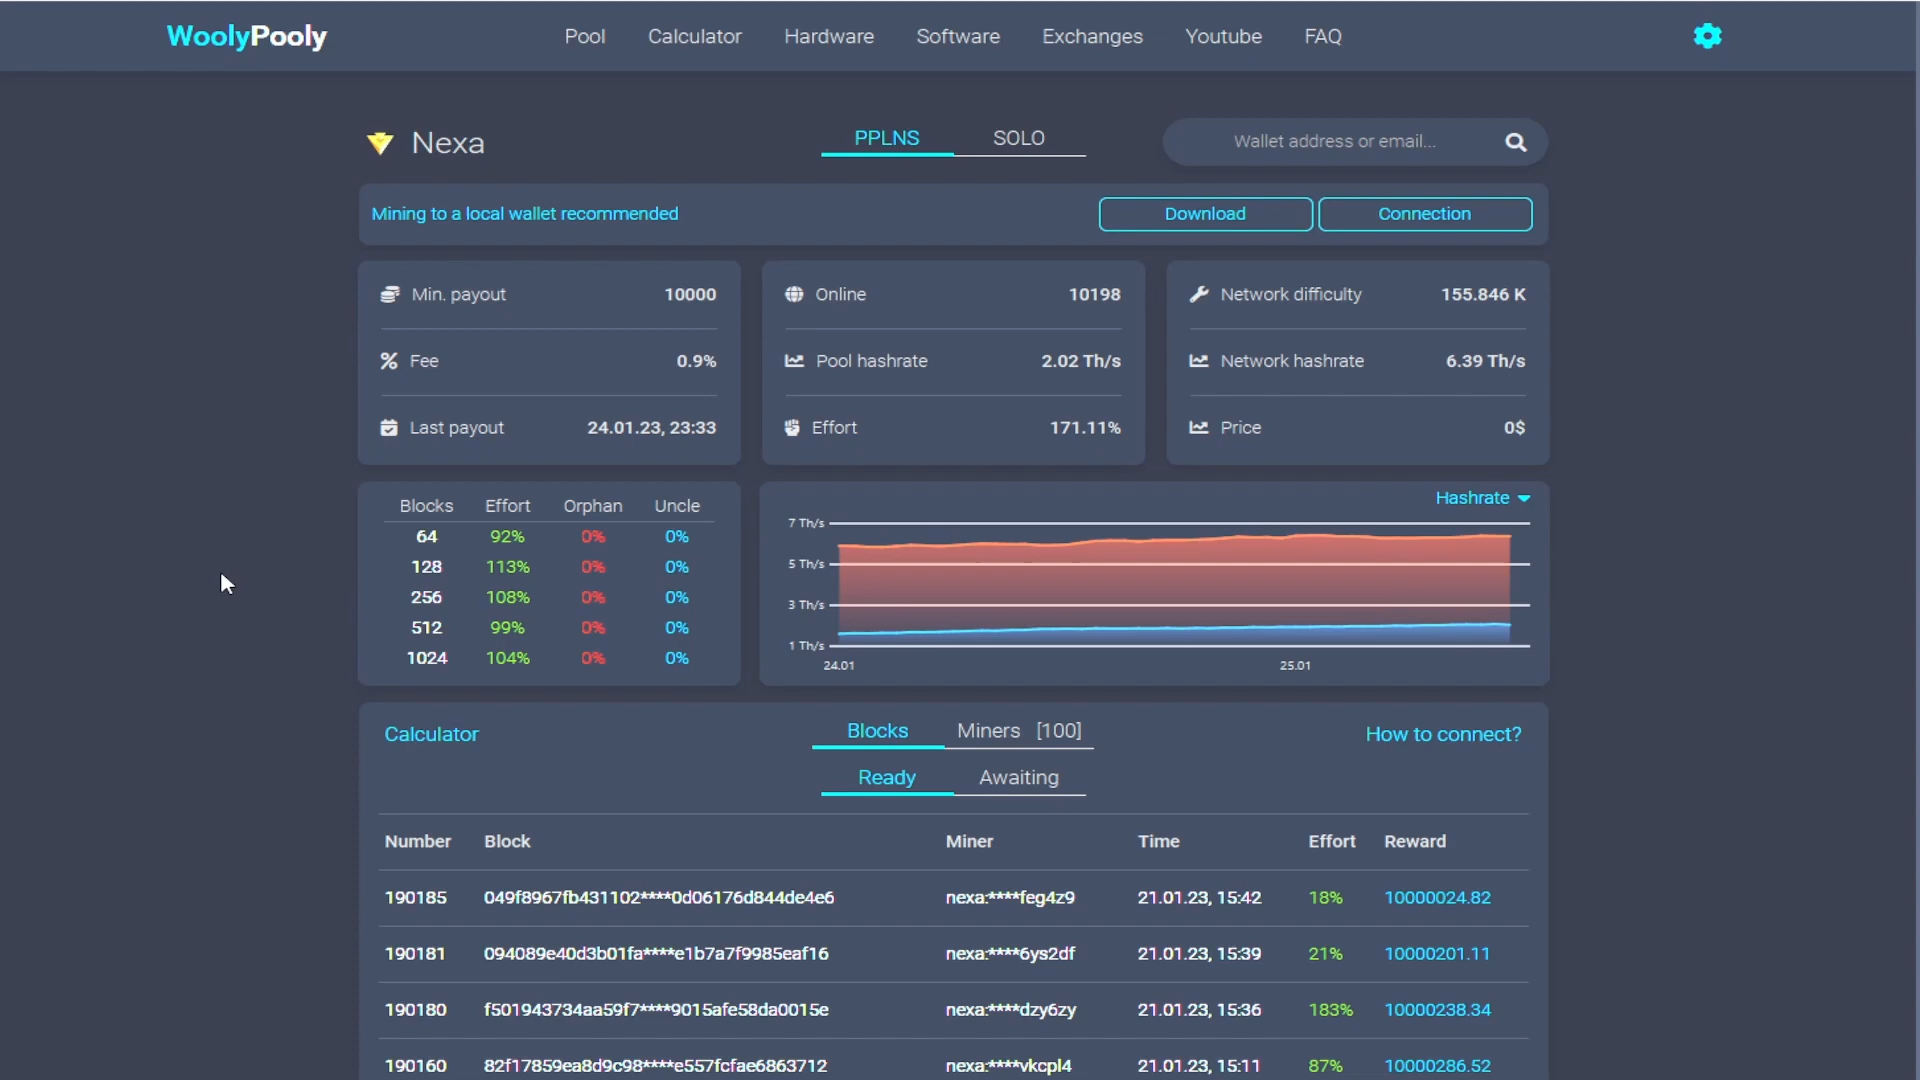 WoolyPooly Pool Calculator Hardware Software Exchanges Youtube FAQ
Nexa PPLNS SOLO Wallet address or email...
Mining to a local wallet recommended Download Connection
Min. payout 10000 Online 10198 Network difficulty 155.846 K
Fee 0.9% Pool hashrate 2.02 Th/s Network hashrate 6.39 Th/s
Last payout 24.01.23, 23:33 Effort 171.11% Price 0$
Blocks Effort Orphan Uncle
64 92% 0% 0%
128 113% 0% 0%
256 108% 0% 0%
512 99% 0% 0%
1024 104% 0% 0%
Hashrate
7 Th/s
5 Th/s
3 Th/s
1 Th/s
24.01 25.01
Calculator Blocks Miners [100] How to connect?
Ready Awaiting
Number Block Miner Time Effort Reward
190185 049f8967fb431102****0d06176d844de4e6 nexa:****feg4z9 21.01.23, 15:42 18% 10000024.82
190181 094089e40d3b01fa****e1b7a7f9985eaf16 nexa:****6ys2df 21.01.23, 15:39 21% 10000201.11
190180 f501943734aa59f7****9015afe58da0015e nexa:****dzy6zy 21.01.23, 15:36 183% 10000238.34
190160 82f17859ea8d9c98****e557fcfae6863712 nexa:****vkcpl4 21.01.23, 15:11 87% 10000286.52